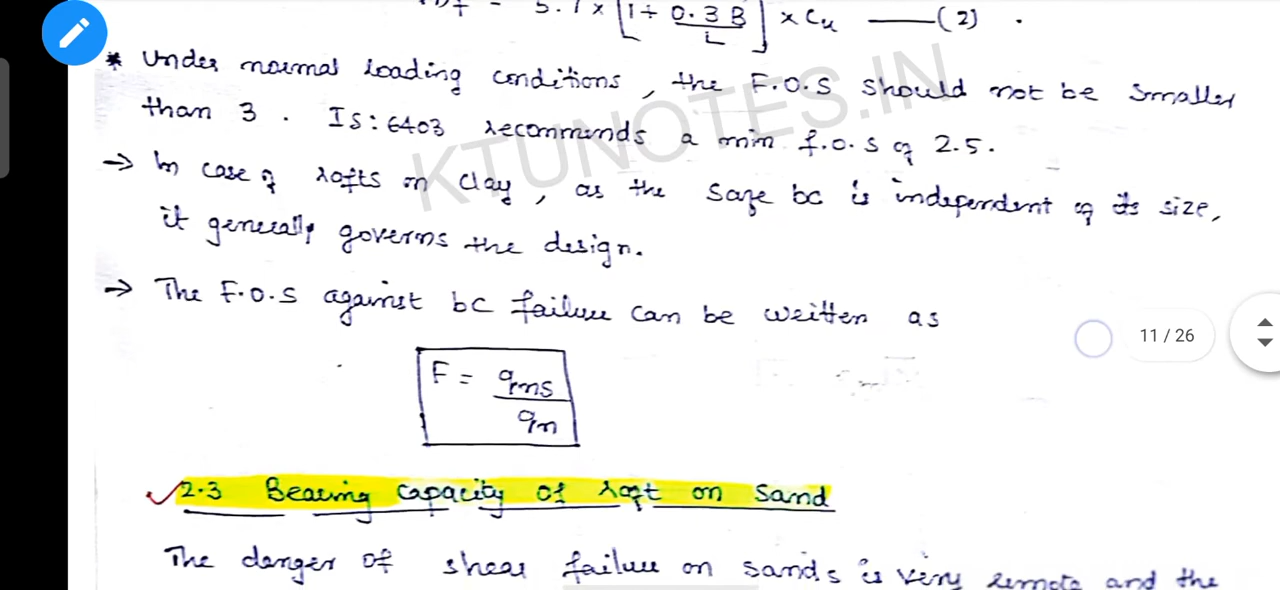 = 5.7 x [1 + 0.3 B / L] x Cu —(2) .
* Under normal loading conditions, the F.O.S should not be smaller
than 3 . IS:6403 recommends a min f.o.s of 2.5.
→ In case of rafts on clay, as the safe bc is independent of its size,
it generally governs the design.
→ The F.O.S against bc failure can be written as
F = qns / qn
11 / 26
2.3 Bearing capacity of raft on sand
The danger of shear failure on sands is very remote and the
KTUNOTES.IN